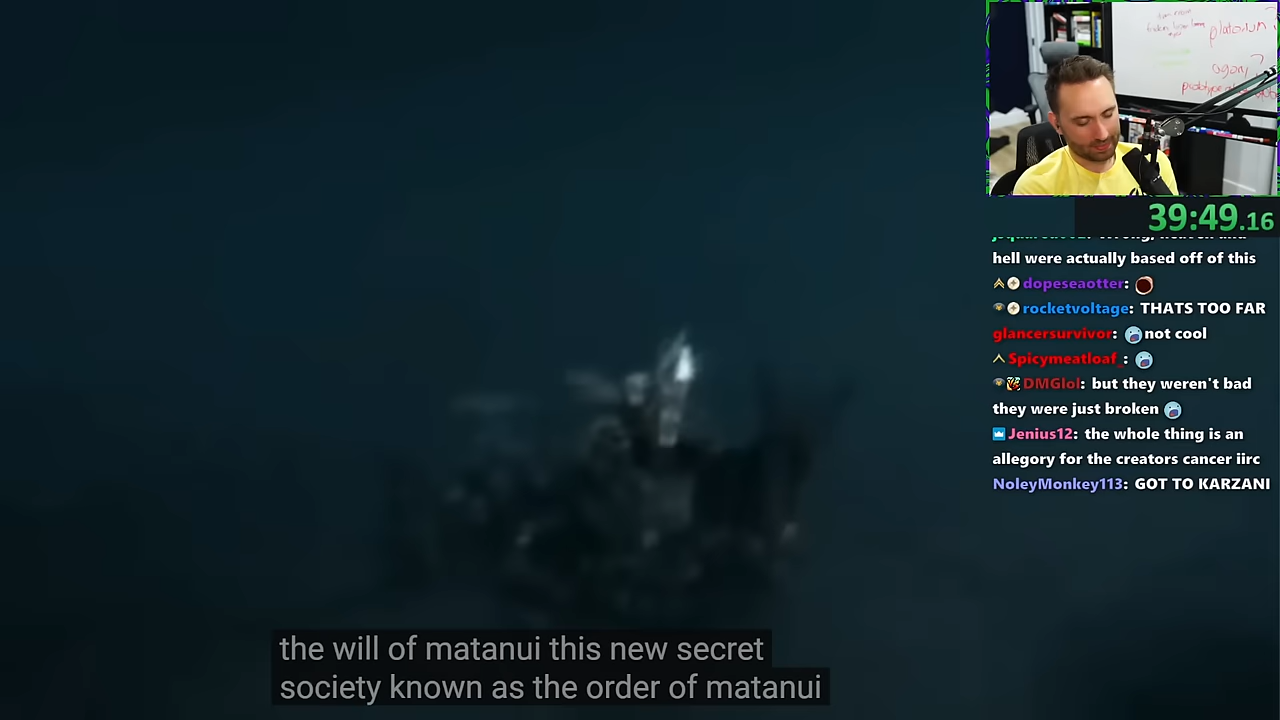 platonium?
agony?
39:49.16
hell were actually based off of this
dopeseaotter:
rocketvoltage: THATS TOO FAR
glancersurvivor: not cool
Spicymeatloaf_:
DMGlol: but they weren't bad
they were just broken
Jenius12: the whole thing is an
allegory for the creators cancer iirc
NoleyMonkey113: GOT TO KARZANI
the will of matanui this new secret
society known as the order of matanui